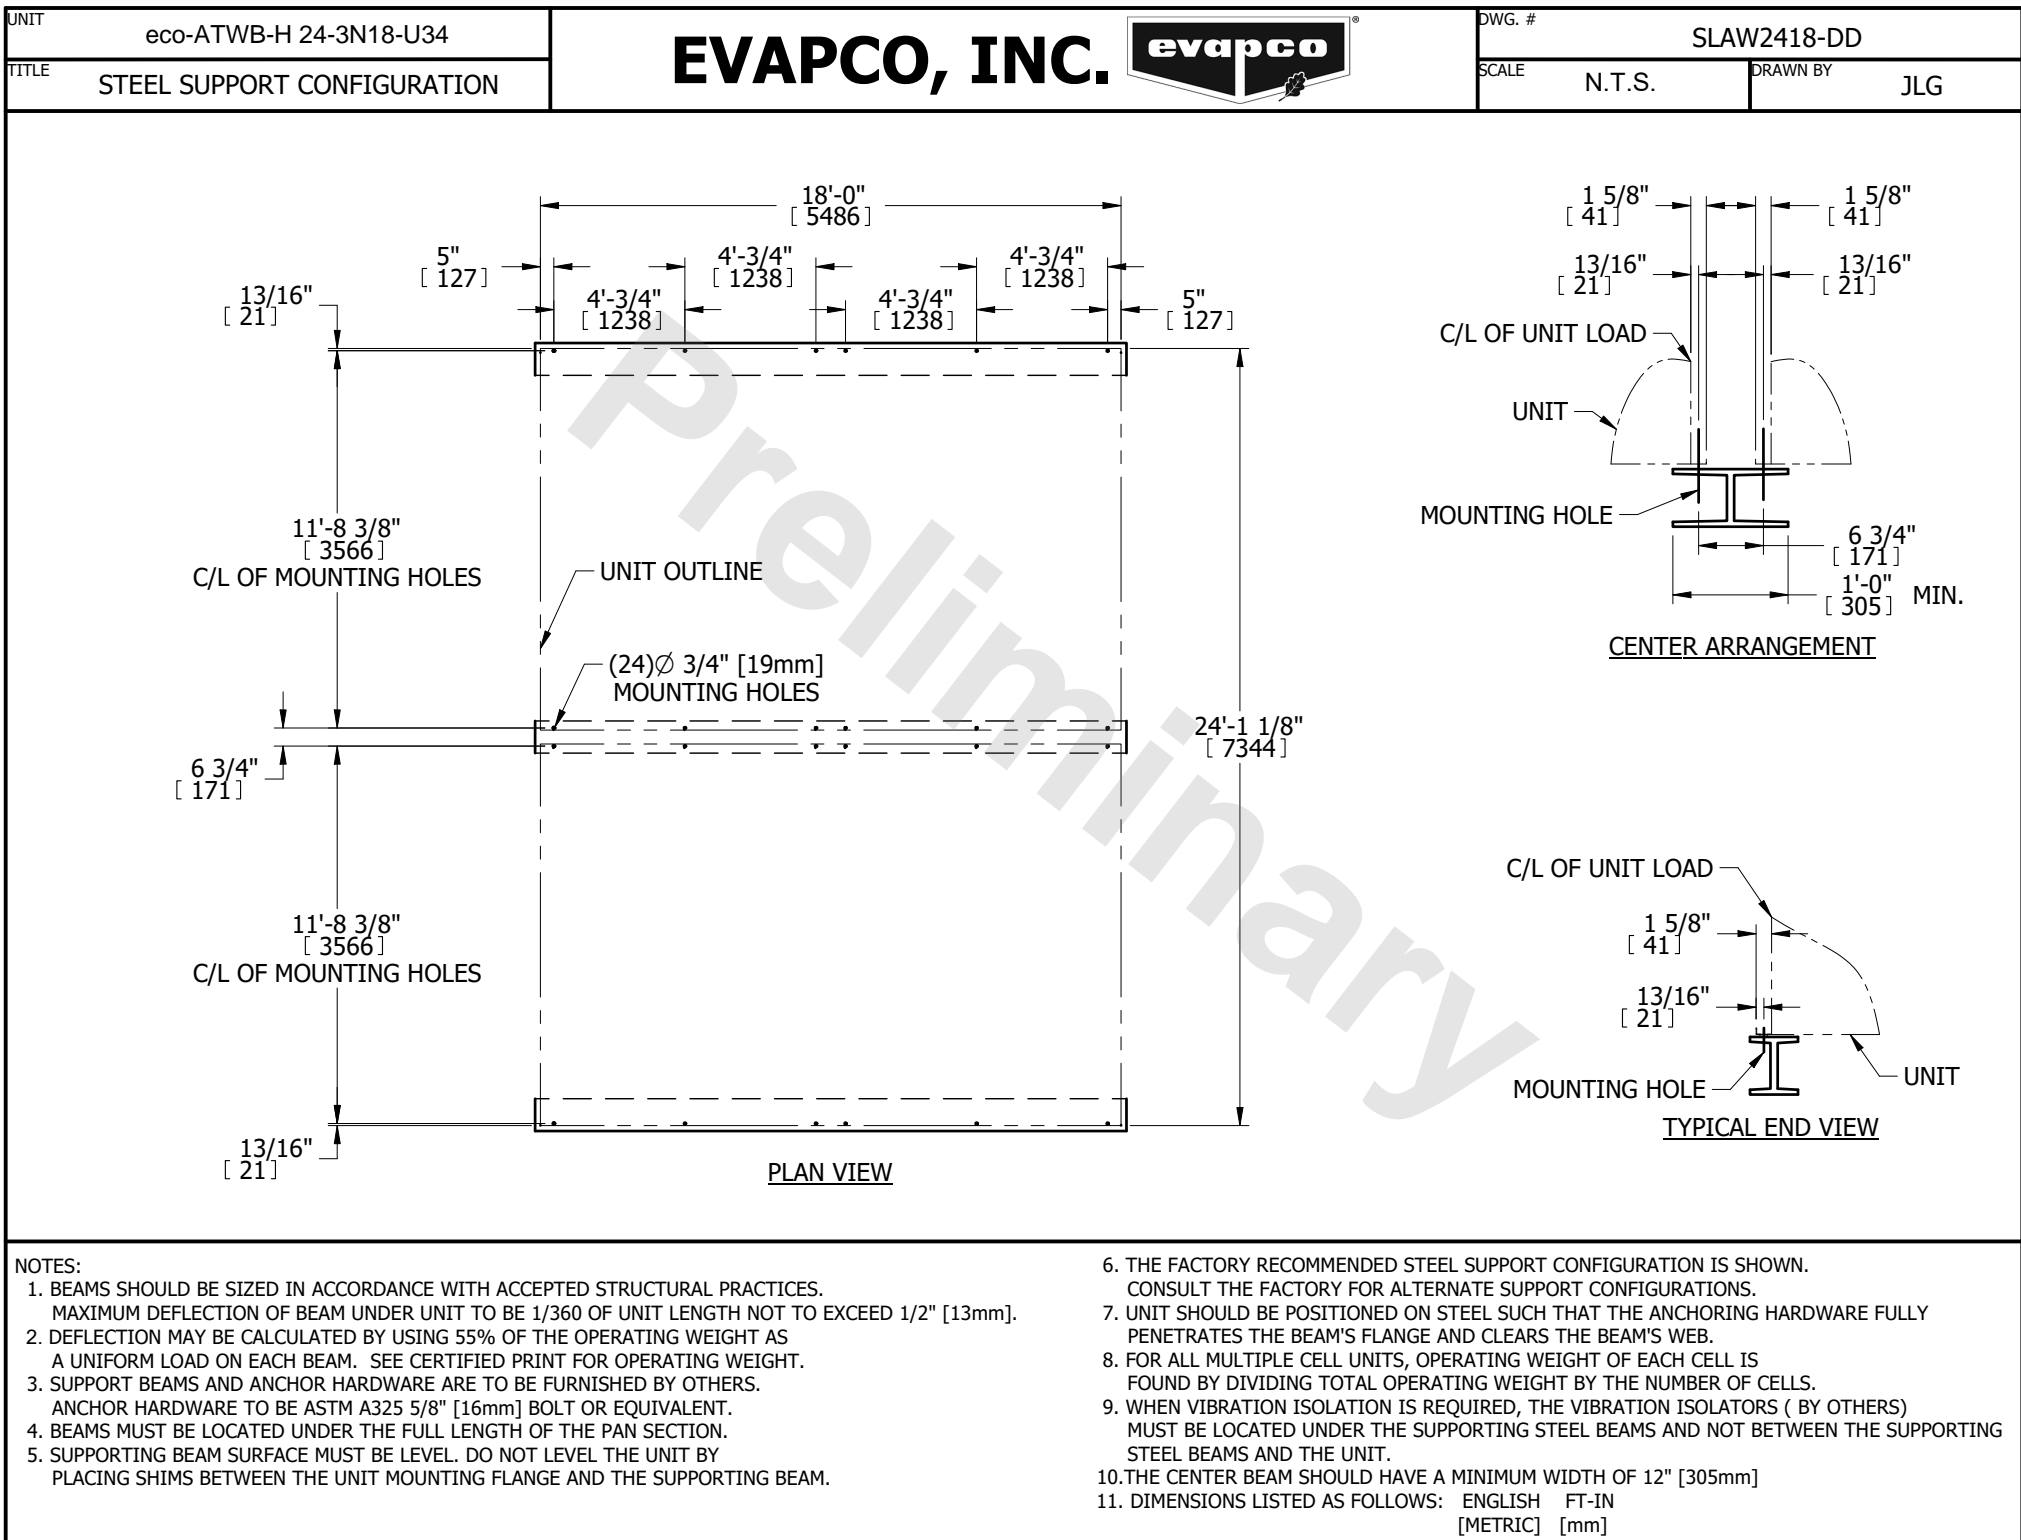 UNIT
eco-ATWB-H 24-3N18-U34
TITLE
STEEL SUPPORT CONFIGURATION
EVAPCO, INC.
evapco
®
DWG. #
SLAW2418-DD
SCALE
N.T.S.
DRAWN BY
JLG
18'-0"
[ 5486 ]
5"
[ 127 ]
4'-3/4"
[ 1238 ]
4'-3/4"
[ 1238 ]
13/16"
[ 21 ]
4'-3/4"
[ 1238 ]
4'-3/4"
[ 1238 ]
5"
[ 127 ]
11'-8 3/8"
[ 3566 ]
C/L OF MOUNTING HOLES
UNIT OUTLINE
(24)∅ 3/4" [19mm]
MOUNTING HOLES
6 3/4"
[ 171 ]
24'-1 1/8"
[ 7344 ]
11'-8 3/8"
[ 3566 ]
C/L OF MOUNTING HOLES
13/16"
[ 21 ]
PLAN VIEW
Preliminary
1 5/8"
[ 41 ]
1 5/8"
[ 41 ]
13/16"
[ 21 ]
13/16"
[ 21 ]
C/L OF UNIT LOAD
UNIT
MOUNTING HOLE
6 3/4"
[ 171 ]
1'-0"
[ 305 ]
MIN.
CENTER ARRANGEMENT
C/L OF UNIT LOAD
1 5/8"
[ 41 ]
13/16"
[ 21 ]
MOUNTING HOLE
UNIT
TYPICAL END VIEW
NOTES:
1. BEAMS SHOULD BE SIZED IN ACCORDANCE WITH ACCEPTED STRUCTURAL PRACTICES.
MAXIMUM DEFLECTION OF BEAM UNDER UNIT TO BE 1/360 OF UNIT LENGTH NOT TO EXCEED 1/2" [13mm].
2. DEFLECTION MAY BE CALCULATED BY USING 55% OF THE OPERATING WEIGHT AS
A UNIFORM LOAD ON EACH BEAM. SEE CERTIFIED PRINT FOR OPERATING WEIGHT.
3. SUPPORT BEAMS AND ANCHOR HARDWARE ARE TO BE FURNISHED BY OTHERS.
ANCHOR HARDWARE TO BE ASTM A325 5/8" [16mm] BOLT OR EQUIVALENT.
4. BEAMS MUST BE LOCATED UNDER THE FULL LENGTH OF THE PAN SECTION.
5. SUPPORTING BEAM SURFACE MUST BE LEVEL. DO NOT LEVEL THE UNIT BY
PLACING SHIMS BETWEEN THE UNIT MOUNTING FLANGE AND THE SUPPORTING BEAM.
6. THE FACTORY RECOMMENDED STEEL SUPPORT CONFIGURATION IS SHOWN.
CONSULT THE FACTORY FOR ALTERNATE SUPPORT CONFIGURATIONS.
7. UNIT SHOULD BE POSITIONED ON STEEL SUCH THAT THE ANCHORING HARDWARE FULLY
PENETRATES THE BEAM'S FLANGE AND CLEARS THE BEAM'S WEB.
8. FOR ALL MULTIPLE CELL UNITS, OPERATING WEIGHT OF EACH CELL IS
FOUND BY DIVIDING TOTAL OPERATING WEIGHT BY THE NUMBER OF CELLS.
9. WHEN VIBRATION ISOLATION IS REQUIRED, THE VIBRATION ISOLATORS ( BY OTHERS)
MUST BE LOCATED UNDER THE SUPPORTING STEEL BEAMS AND NOT BETWEEN THE SUPPORTING
STEEL BEAMS AND THE UNIT.
10.THE CENTER BEAM SHOULD HAVE A MINIMUM WIDTH OF 12" [305mm]
11. DIMENSIONS LISTED AS FOLLOWS: ENGLISH FT-IN
[METRIC] [mm]